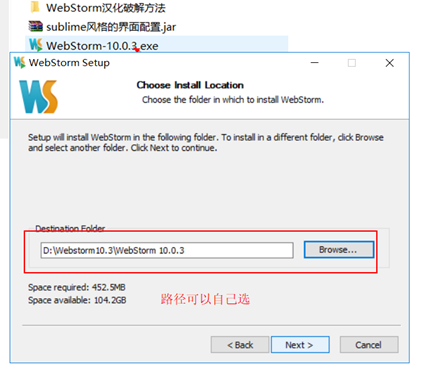 WebStorm汉化破解方法
sublime风格的界面配置.jar
WebStorm-10.0.3.exe
WebStorm Setup
WS
Choose Install Location
Choose the folder in which to install WebStorm.
Setup will install WebStorm in the following folder. To install in a different folder, click Browse
and select another folder. Click Next to continue.
Destination Folder
D:\Webstorm10.3\WebStorm 10.0.3
Browse...
Space required: 452.5MB
Space available: 104.2GB
路径可以自己选
< Back
Next >
Cancel